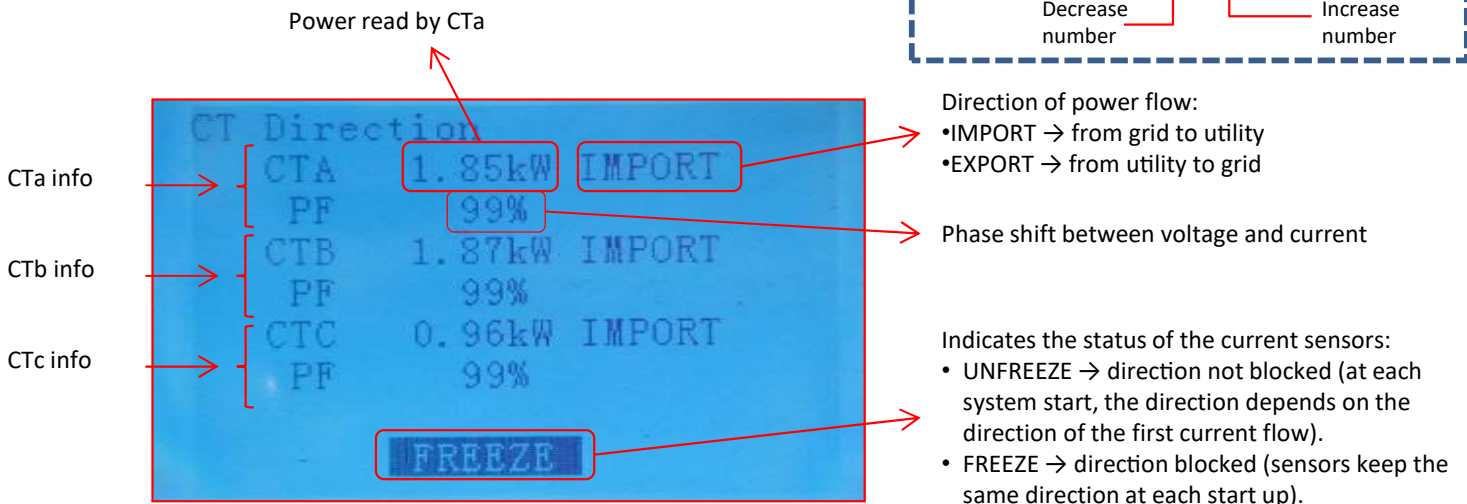 Decrease
number
Increase
number
Power read by CTa
CT Direction
CTA 1.85kW IMPORT
PF 99%
CTB 1.87kW IMPORT
PF 99%
CTC 0.96kW IMPORT
PF 99%
FREEZE
CTa info
CTb info
CTc info
Direction of power flow:
•IMPORT → from grid to utility
•EXPORT → from utility to grid
Phase shift between voltage and current
Indicates the status of the current sensors:
• UNFREEZE → direction not blocked (at each
system start, the direction depends on the
direction of the first current flow).
• FREEZE → direction blocked (sensors keep the
same direction at each start up).